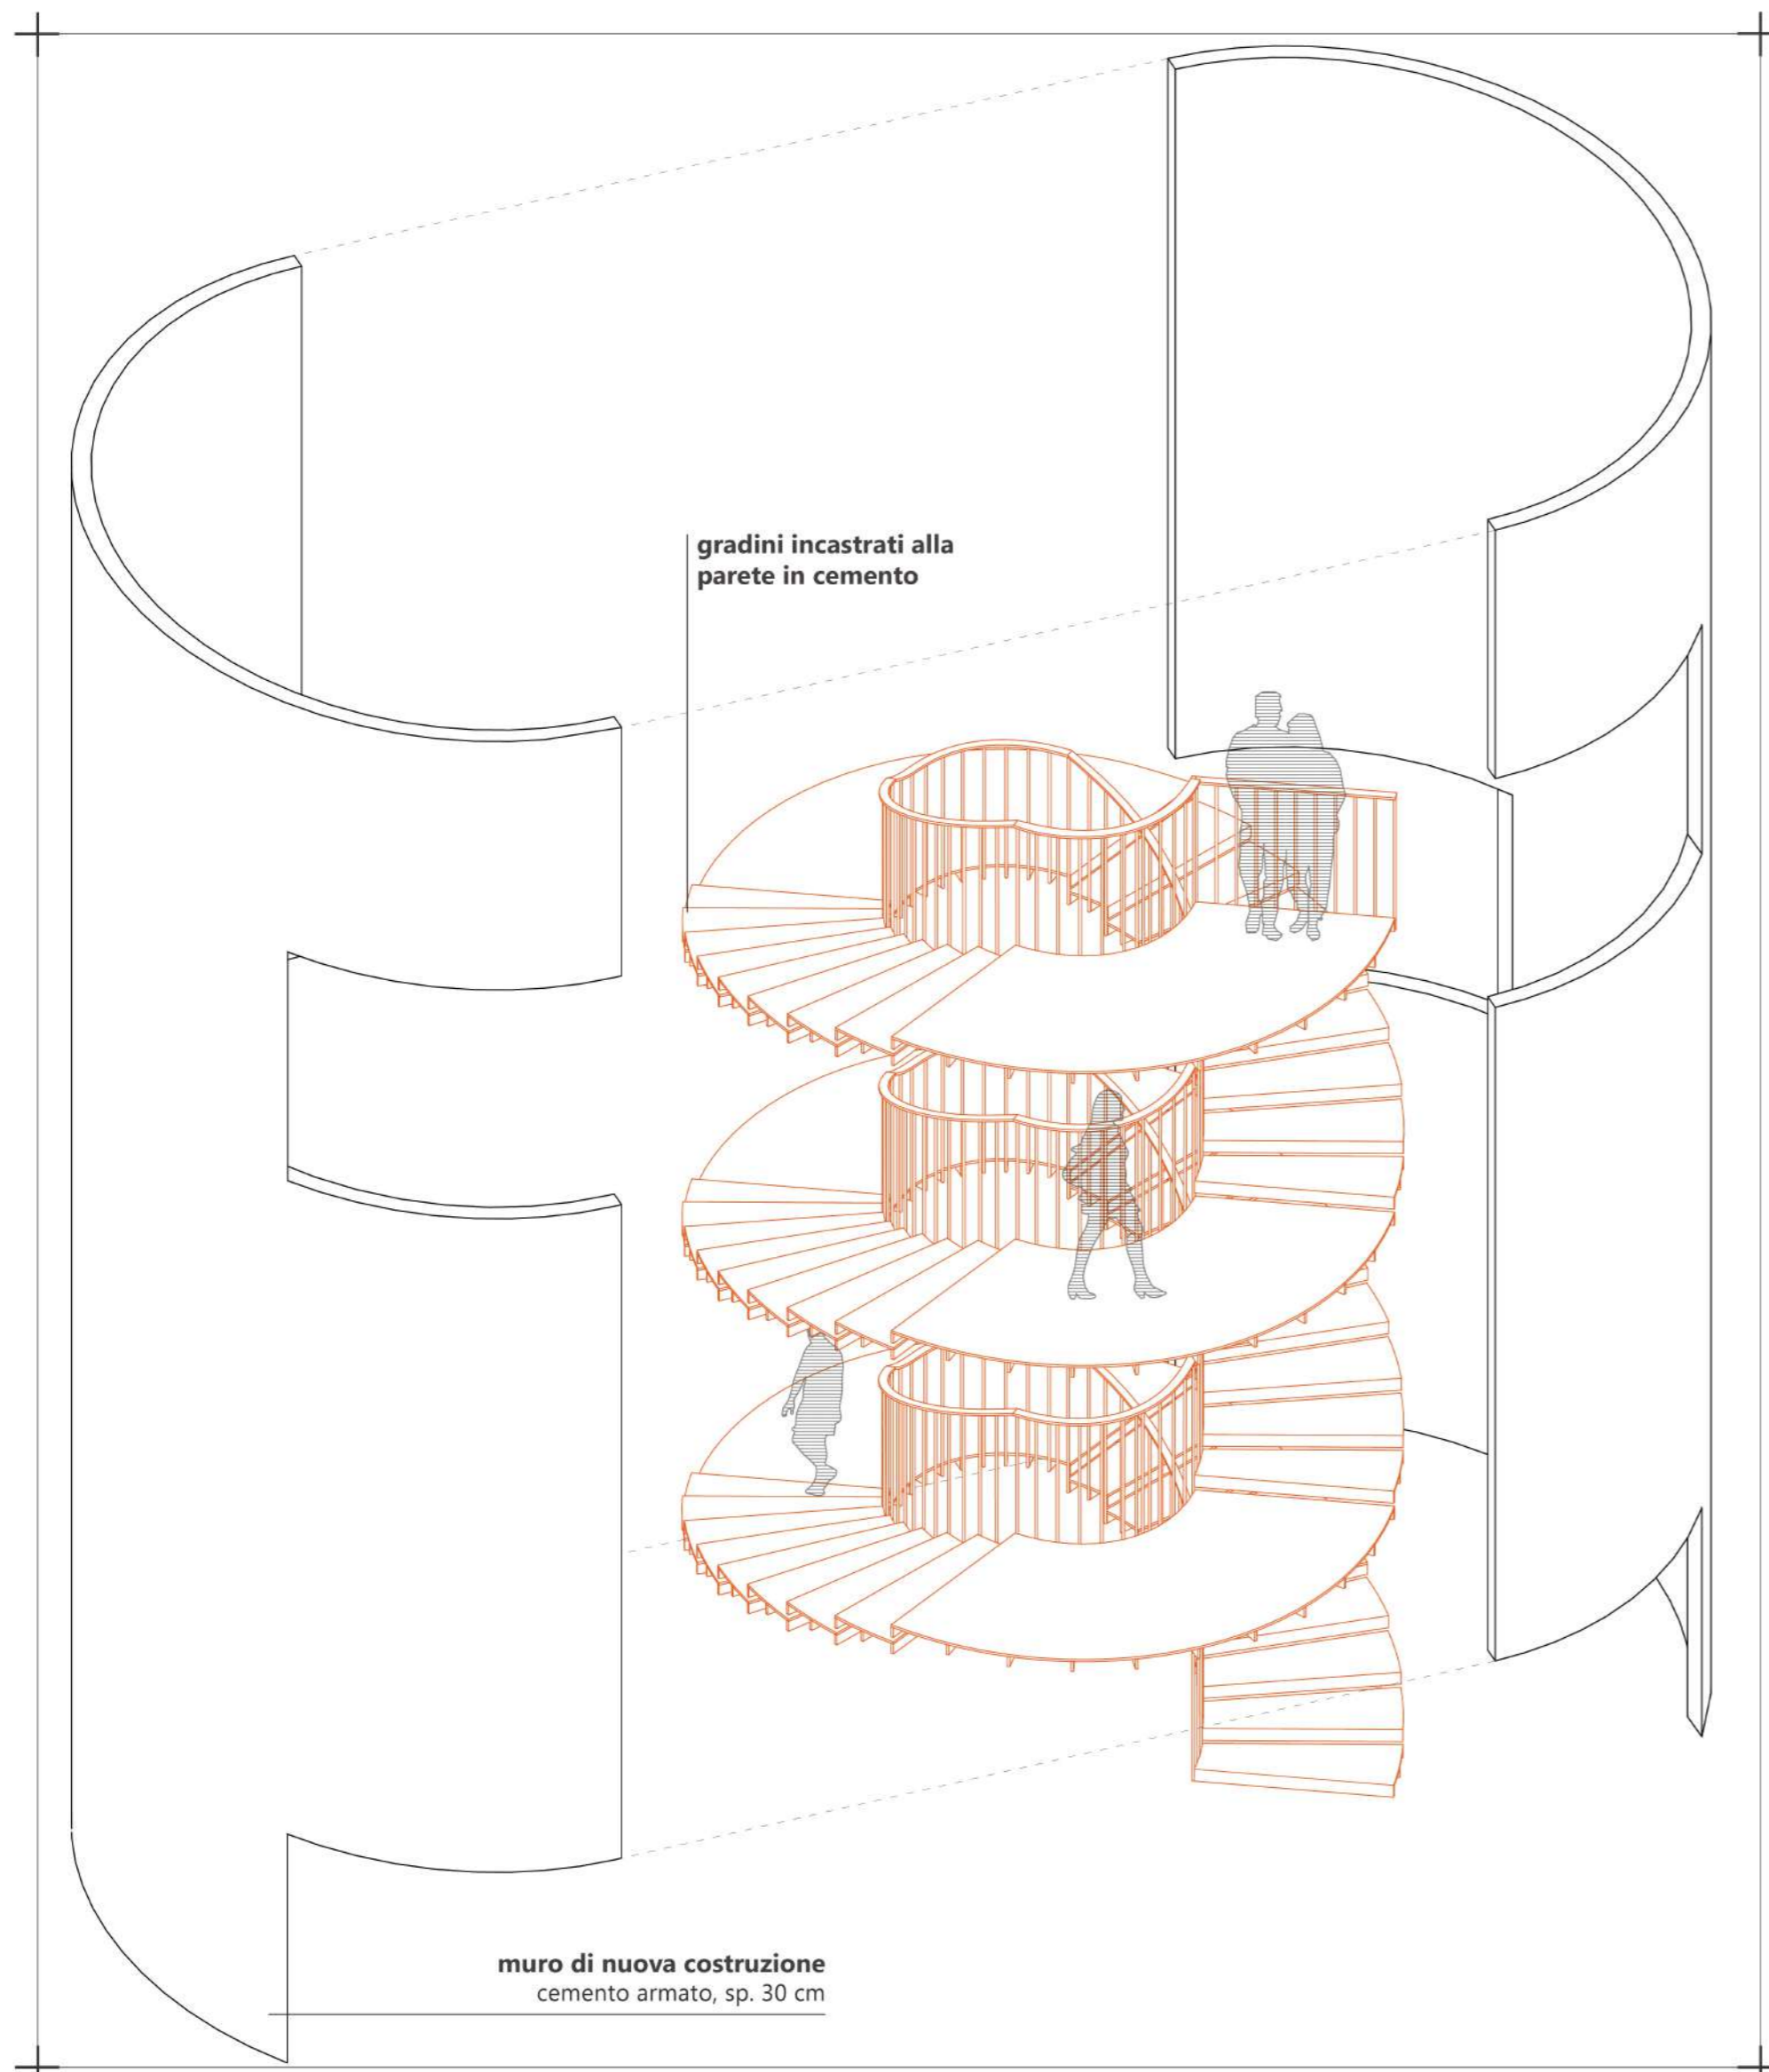 gradini incastrati alla
parete in cemento
muro di nuova costruzione
cemento armato, sp. 30 cm